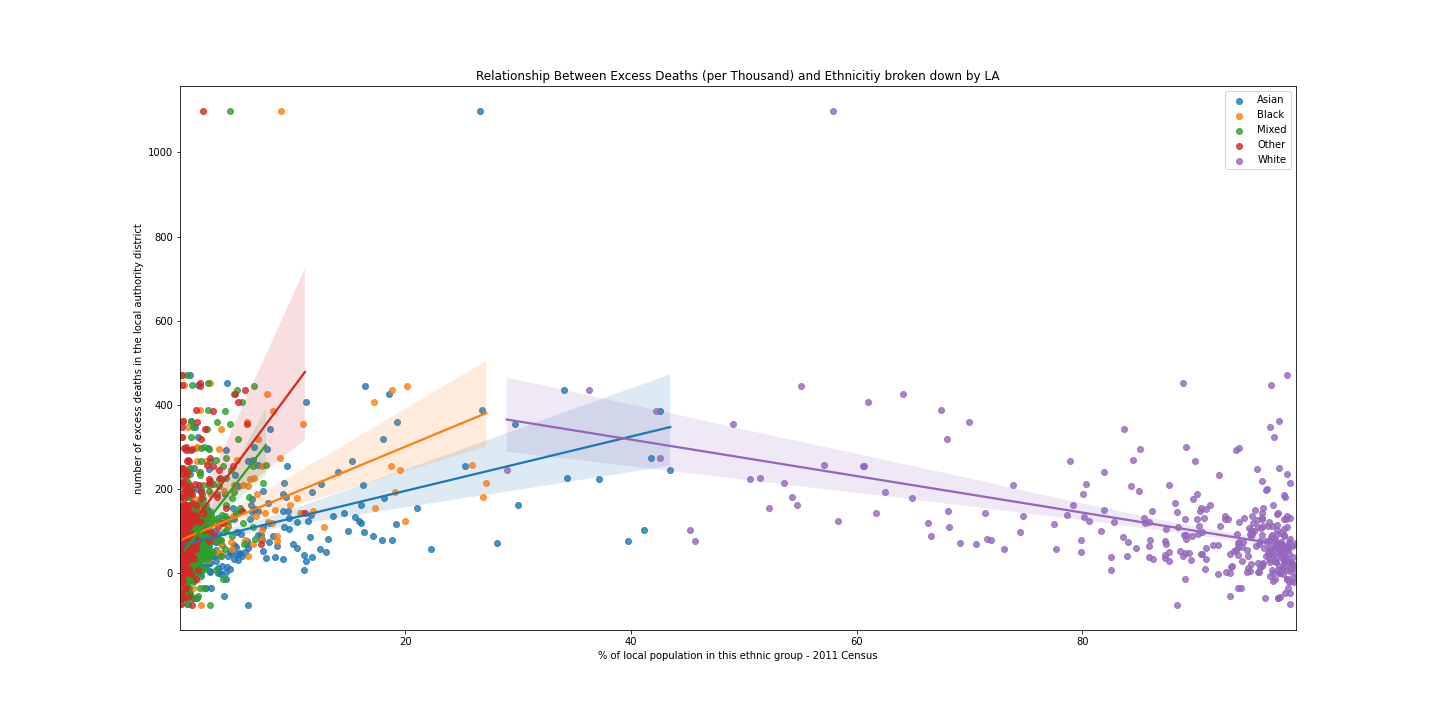 Relationship Between Excess Deaths (per Thousand) and Ethnicitiy broken down by LA
Asian
Black
Mixed
Other
White
1000
800
600
400
200
0
number of excess deaths in the local authority district
20
40
60
80
% of local population in this ethnic group - 2011 Census